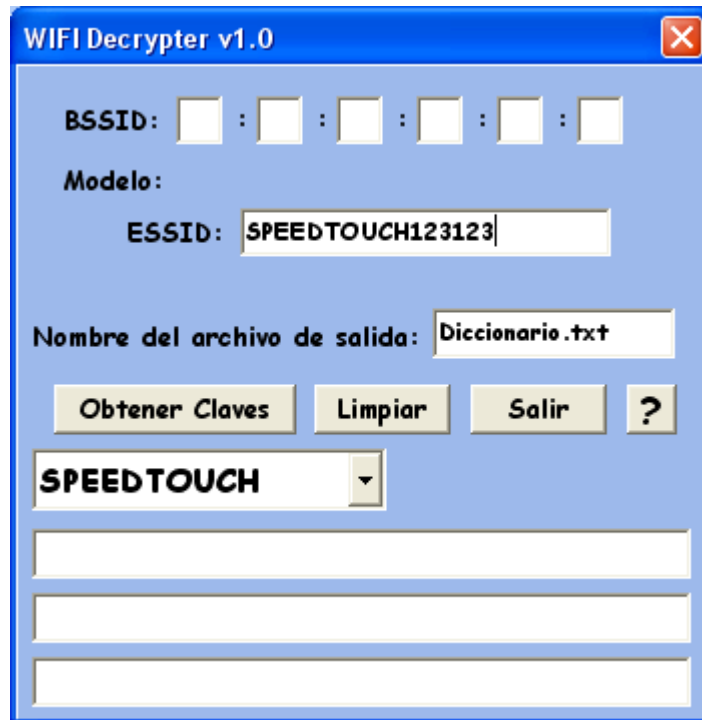 WIFI Decrypter v1.0
BSSID: : : : : :
Modelo:
ESSID: SPEEDTOUCH123123
Nombre del archivo de salida: Diccionario.txt
Obtener Claves Limpiar Salir ?
SPEEDTOUCH